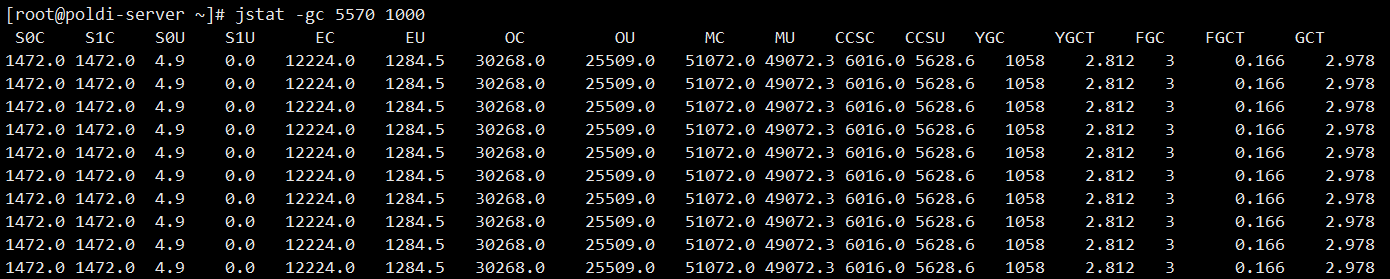 [root@poldi-server ~]# jstat -gc 5570 1000
S0C S1C S0U S1U EC EU OC OU MC MU CCSC CCSU YGC YGCT FGC FGCT GCT
1472.0 1472.0 4.9 0.0 12224.0 1284.5 30268.0 25509.0 51072.0 49072.3 6016.0 5628.6 1058 2.812 3 0.166 2.978
1472.0 1472.0 4.9 0.0 12224.0 1284.5 30268.0 25509.0 51072.0 49072.3 6016.0 5628.6 1058 2.812 3 0.166 2.978
1472.0 1472.0 4.9 0.0 12224.0 1284.5 30268.0 25509.0 51072.0 49072.3 6016.0 5628.6 1058 2.812 3 0.166 2.978
1472.0 1472.0 4.9 0.0 12224.0 1284.5 30268.0 25509.0 51072.0 49072.3 6016.0 5628.6 1058 2.812 3 0.166 2.978
1472.0 1472.0 4.9 0.0 12224.0 1284.5 30268.0 25509.0 51072.0 49072.3 6016.0 5628.6 1058 2.812 3 0.166 2.978
1472.0 1472.0 4.9 0.0 12224.0 1284.5 30268.0 25509.0 51072.0 49072.3 6016.0 5628.6 1058 2.812 3 0.166 2.978
1472.0 1472.0 4.9 0.0 12224.0 1284.5 30268.0 25509.0 51072.0 49072.3 6016.0 5628.6 1058 2.812 3 0.166 2.978
1472.0 1472.0 4.9 0.0 12224.0 1284.5 30268.0 25509.0 51072.0 49072.3 6016.0 5628.6 1058 2.812 3 0.166 2.978
1472.0 1472.0 4.9 0.0 12224.0 1284.5 30268.0 25509.0 51072.0 49072.3 6016.0 5628.6 1058 2.812 3 0.166 2.978
1472.0 1472.0 4.9 0.0 12224.0 1284.5 30268.0 25509.0 51072.0 49072.3 6016.0 5628.6 1058 2.812 3 0.166 2.978